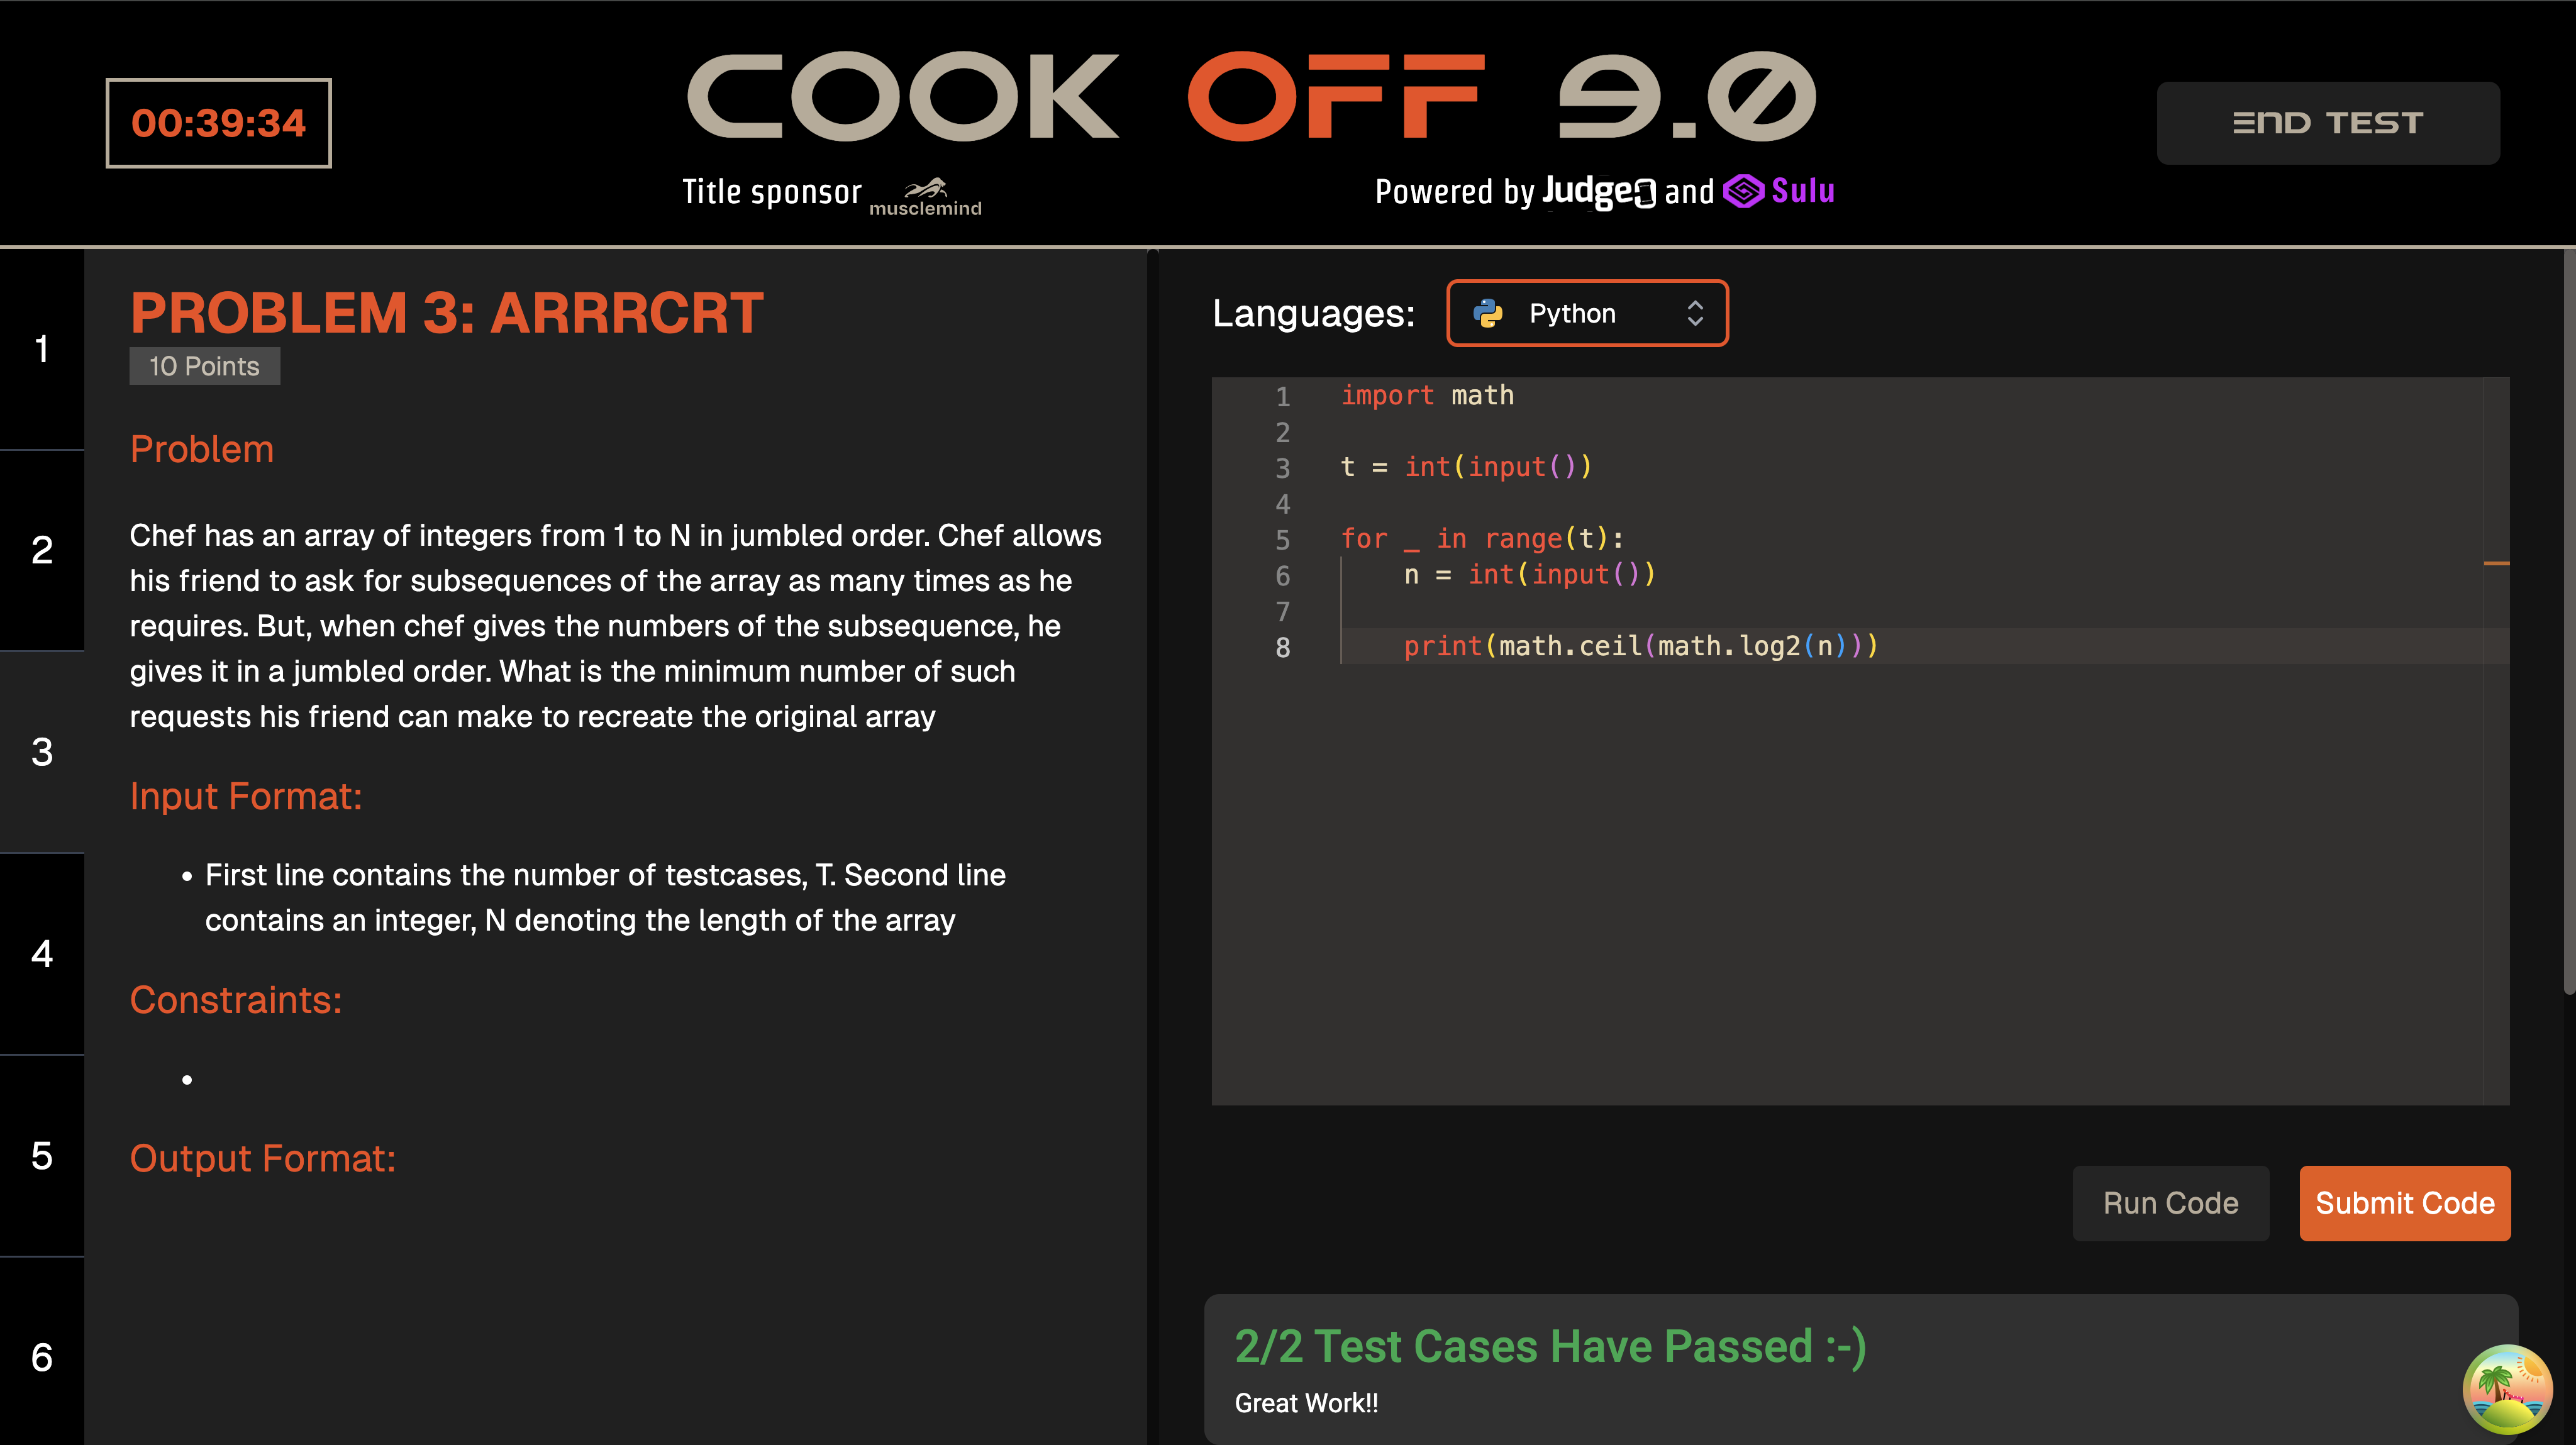 COOK OFF 9.0
00:39:34
END TEST
Title sponsor musclemind
Powered by Judge0 and Sulu
1
2
3
4
5
6
PROBLEM 3: ARRRCRT
10 Points
Problem
Chef has an array of integers from 1 to N in jumbled order. Chef allows
his friend to ask for subsequences of the array as many times as he
requires. But, when chef gives the numbers of the subsequence, he
gives it in a jumbled order. What is the minimum number of such
requests his friend can make to recreate the original array
Input Format:
• First line contains the number of testcases, T. Second line
contains an integer, N denoting the length of the array
Constraints:
•
Output Format:
Languages: Python
1 import math
2
3 t = int(input())
4
5 for _ in range(t):
6     n = int(input())
7
8     print(math.ceil(math.log2(n)))
Run Code
Submit Code
2/2 Test Cases Have Passed :-)
Great Work!!